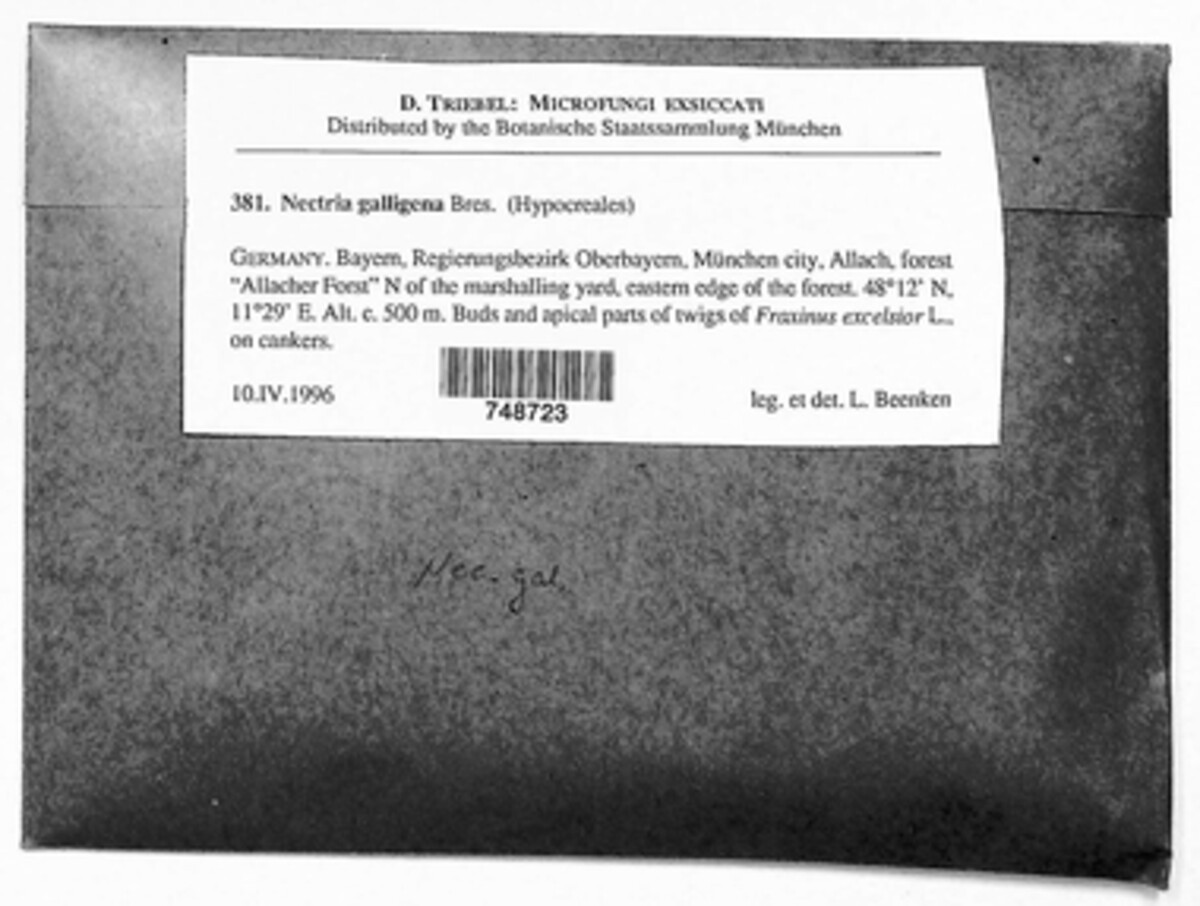 D. TRIEBEL: MICROFUNGI EXSICCATI
Distributed by the Botanische Staatssammlung München
381. Nectria galligena Bres. (Hypocreales)
GERMANY. Bayern, Regierungsbezirk Oberbayern, München city, Allach, forest
"Allacher Forst" N of the marshalling yard, eastern edge of the forest. 48°12' N,
11°29' E. Alt. c. 500 m. Buds and apical parts of twigs of Fraxinus excelsior L.,
on cankers.
10.IV.1996
leg. et det. L. Beenken
748723
Nec. gal.